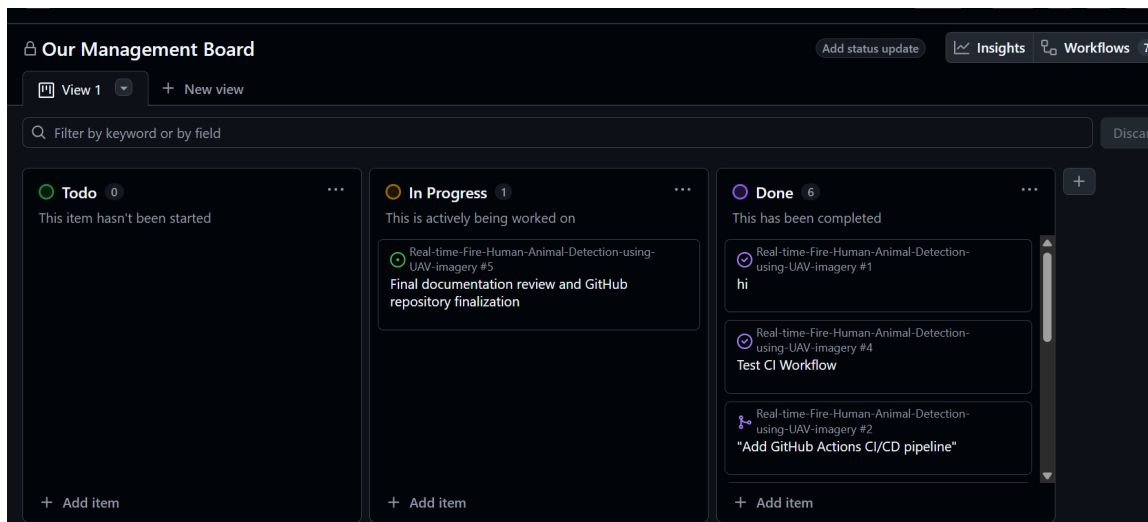 Our Management Board
Add status update
Insights
Workflows 7
View 1
New view
Filter by keyword or by field
Todo 0
This item hasn't been started
Add item
In Progress 1
This is actively being worked on
Real-time-Fire-Human-Animal-Detection-using-
UAV-imagery #5
Final documentation review and GitHub
repository finalization
Add item
Done 6
This has been completed
Real-time-Fire-Human-Animal-Detection-
using-UAV-imagery #1
hi
Real-time-Fire-Human-Animal-Detection-
using-UAV-imagery #4
Test CI Workflow
Real-time-Fire-Human-Animal-Detection-
using-UAV-imagery #2
"Add GitHub Actions CI/CD pipeline"
Add item